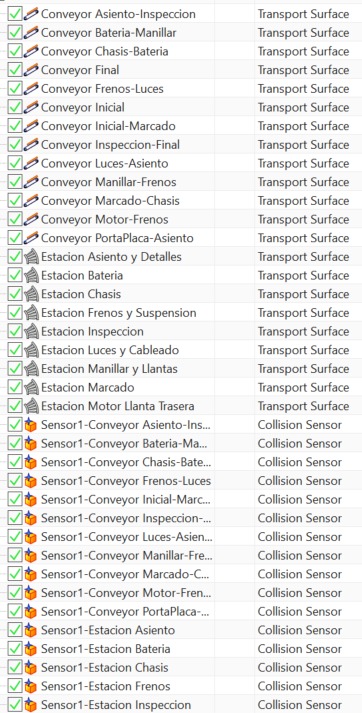 Conveyor Asiento-Inspeccion Transport Surface
Conveyor Bateria-Manillar Transport Surface
Conveyor Chasis-Bateria Transport Surface
Conveyor Final Transport Surface
Conveyor Frenos-Luces Transport Surface
Conveyor Inicial Transport Surface
Conveyor Inicial-Marcado Transport Surface
Conveyor Inspeccion-Final Transport Surface
Conveyor Luces-Asiento Transport Surface
Conveyor Manillar-Frenos Transport Surface
Conveyor Marcado-Chasis Transport Surface
Conveyor Motor-Frenos Transport Surface
Conveyor PortaPlaca-Asiento Transport Surface
Estacion Asiento y Detalles Transport Surface
Estacion Bateria Transport Surface
Estacion Chasis Transport Surface
Estacion Frenos y Suspension Transport Surface
Estacion Inspeccion Transport Surface
Estacion Luces y Cableado Transport Surface
Estacion Manillar y Llantas Transport Surface
Estacion Marcado Transport Surface
Estacion Motor Llanta Trasera Transport Surface
Sensor1-Conveyor Asiento-Ins... Collision Sensor
Sensor1-Conveyor Bateria-Ma... Collision Sensor
Sensor1-Conveyor Chasis-Bate... Collision Sensor
Sensor1-Conveyor Frenos-Luces Collision Sensor
Sensor1-Conveyor Inicial-Marc... Collision Sensor
Sensor1-Conveyor Inspeccion-... Collision Sensor
Sensor1-Conveyor Luces-Asien... Collision Sensor
Sensor1-Conveyor Manillar-Fre... Collision Sensor
Sensor1-Conveyor Marcado-C... Collision Sensor
Sensor1-Conveyor Motor-Fren... Collision Sensor
Sensor1-Conveyor PortaPlaca-... Collision Sensor
Sensor1-Estacion Asiento Collision Sensor
Sensor1-Estacion Bateria Collision Sensor
Sensor1-Estacion Chasis Collision Sensor
Sensor1-Estacion Frenos Collision Sensor
Sensor1-Estacion Inspeccion Collision Sensor